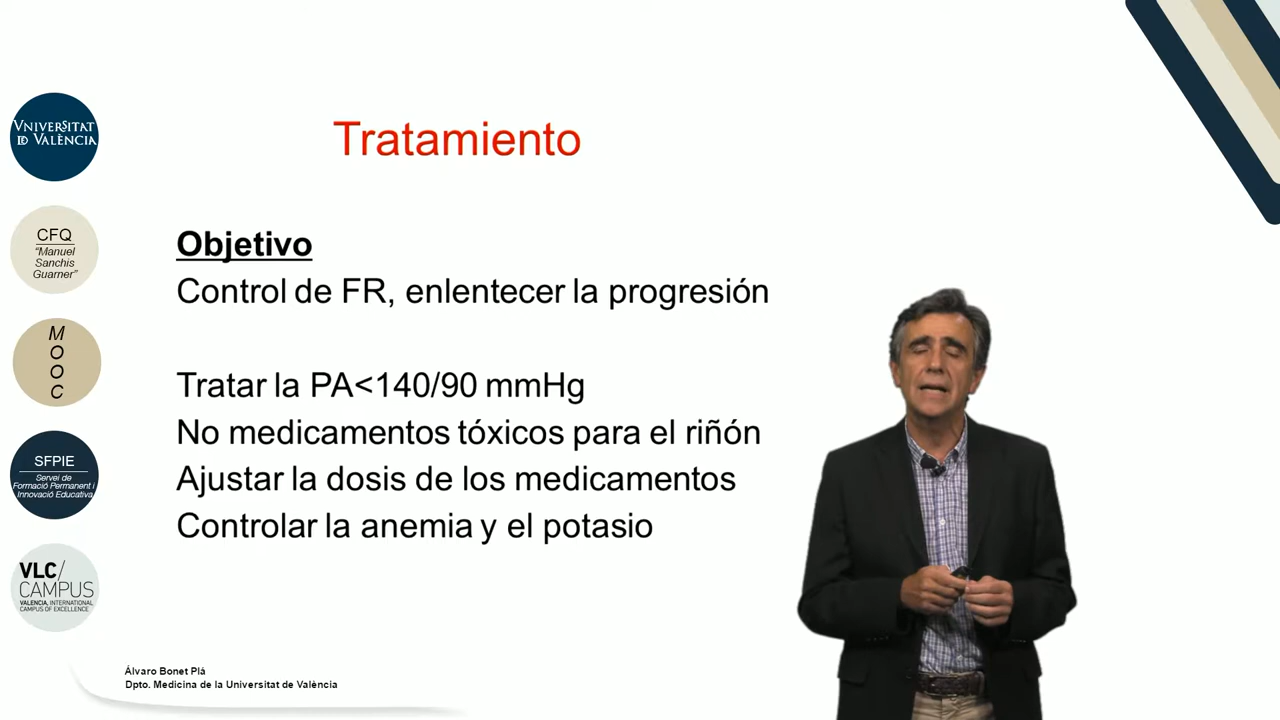 VNIVERSITAT
ID VALÈNCIA
CFQ
“Manuel
Sanchis
Guarner”
M
O
O
C
SFPIE
Servei de
Formació Permanent i
Innovació Educativa
VLC/
CAMPUS
VALENCIA, INTERNATIONAL
CAMPUS OF EXCELLENCE
Tratamiento
Objetivo
Control de FR, enlentecer la progresión
Tratar la PA<140/90 mmHg
No medicamentos tóxicos para el riñón
Ajustar la dosis de los medicamentos
Controlar la anemia y el potasio
Álvaro Bonet Plá
Dpto. Medicina de la Universitat de València